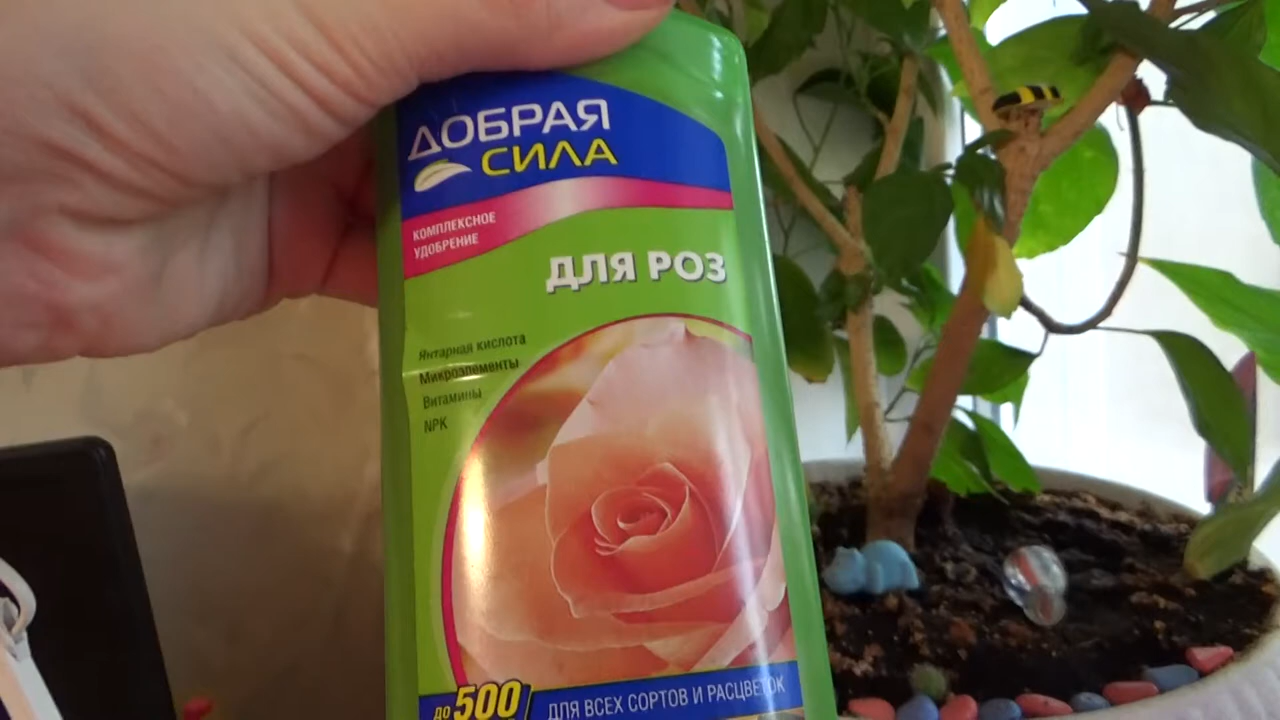 ДОБРАЯ
СИЛА
КОМПЛЕКСНОЕ
УДОБРЕНИЕ
ДЛЯ РОЗ
Янтарная кислота
Микроэлементы
Витамины
NPK
ДО 500
ДЛЯ ВСЕХ СОРТОВ И РАСЦВЕТОК